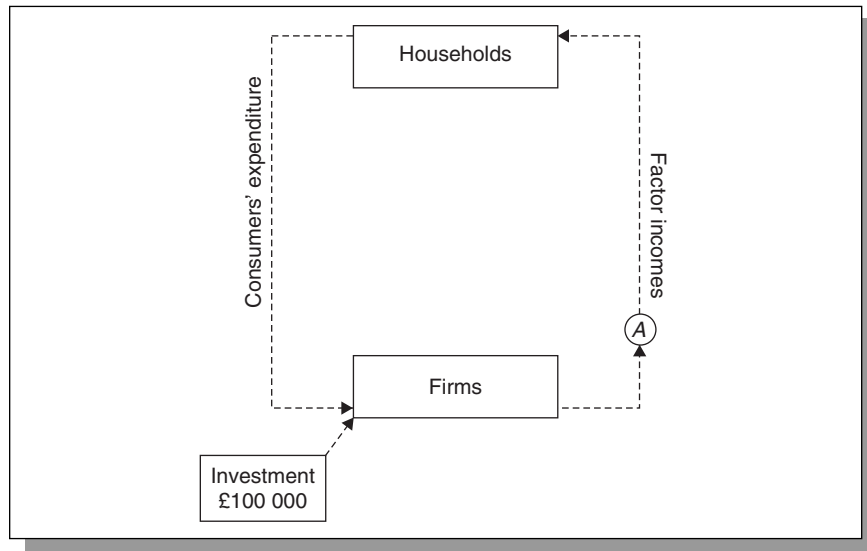 Households
Consumers’ expenditure
Factor incomes
A
Firms
Investment
£100 000